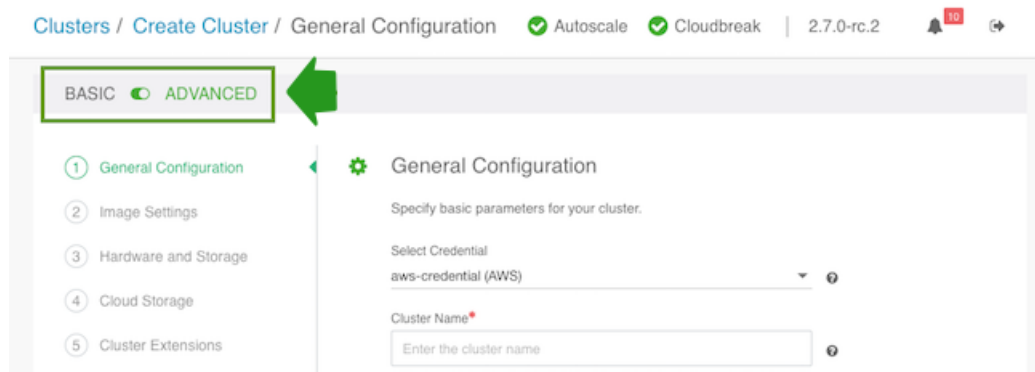 Clusters / Create Cluster / General Configuration Autoscale Cloudbreak | 2.7.0-rc.2 10
BASIC ADVANCED
1 General Configuration
2 Image Settings
3 Hardware and Storage
4 Cloud Storage
5 Cluster Extensions
General Configuration
Specify basic parameters for your cluster.
Select Credential
aws-credential (AWS)
Cluster Name*
Enter the cluster name